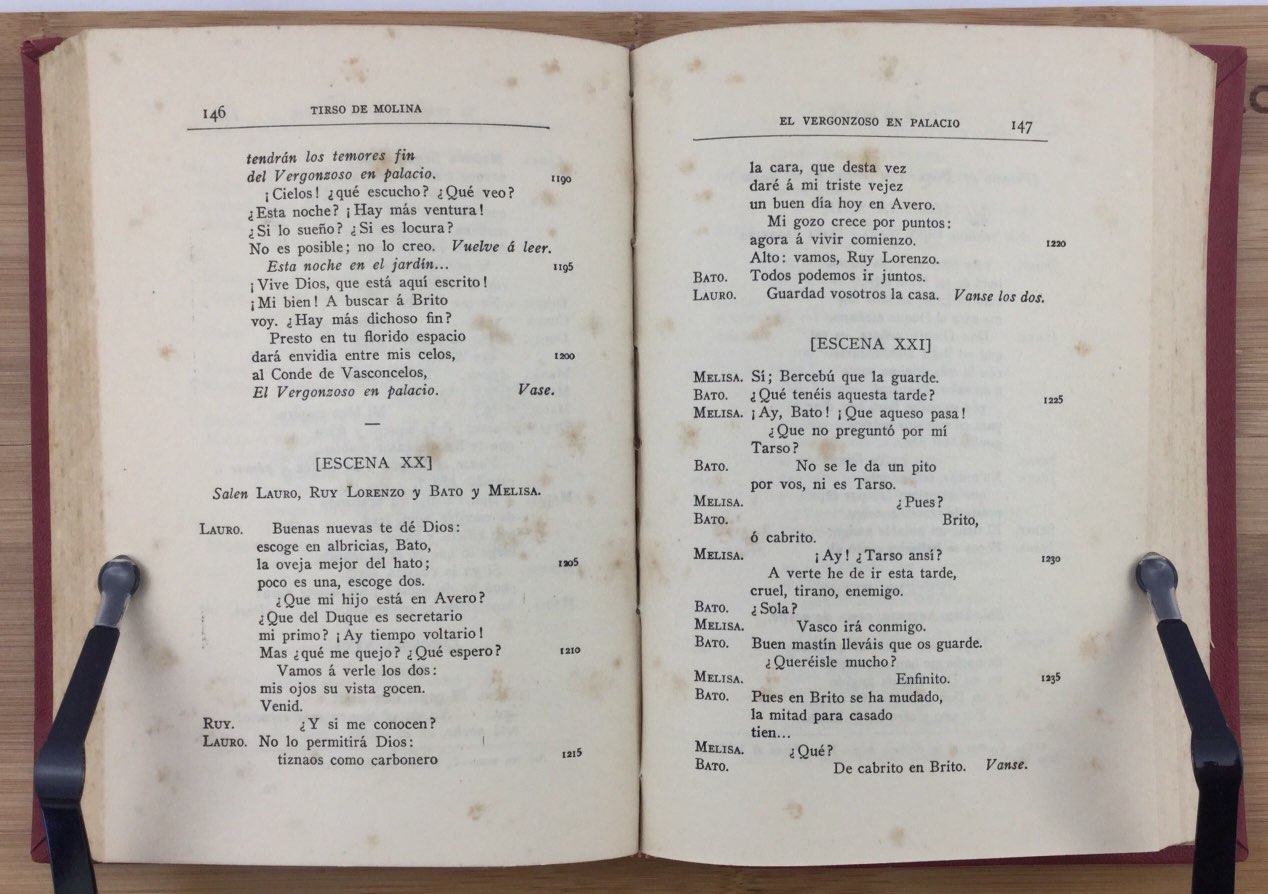 146 TIRSO DE MOLINA
tendrán los temores fin
del Vergonzoso en palacio. 1190
¡Cielos! ¿qué escucho? ¿Qué veo?
¿Esta noche? ¡Hay más ventura!
¿Si lo sueño? ¿Si es locura?
No es posible; no lo creo. Vuelve á leer.
Esta noche en el jardín... 1195
¡Vive Dios, que está aquí escrito!
¡Mi bien! A buscar á Brito
voy. ¿Hay más dichoso fin?
Presto en tu florido espacio
dará envidia entre mis celos, 1200
al Conde de Vasconcelos,
El Vergonzoso en palacio. Vase.
—
[ESCENA XX]
Salen LAURO, RUY LORENZO y BATO y MELISA.
LAURO. Buenas nuevas te dé Dios:
escoge en albricias, Bato,
la oveja mejor del hato; 1205
poco es una, escoge dos.
¿Que mi hijo está en Avero?
¿Que del Duque es secretario
mi primo? ¡Ay tiempo voltario!
Mas ¿qué me quejo? ¿Qué espero? 1210
Vamos á verle los dos:
mis ojos su vista gocen.
Venid.
RUY. ¿Y si me conocen?
LAURO. No lo permitirá Dios:
tiznaos como carbonero 1215
EL VERGONZOSO EN PALACIO 147
la cara, que desta vez
daré á mi triste vejez
un buen día hoy en Avero.
Mi gozo crece por puntos:
agora á vivir comienzo. 1220
Alto: vamos, Ruy Lorenzo.
BATO. Todos podemos ir juntos.
LAURO. Guardad vosotros la casa. Vanse los dos.
[ESCENA XXI]
MELISA. Sí; Bercebú que la guarde.
BATO. ¿Qué tenéis aquesta tarde? 1225
MELISA. ¡Ay, Bato! ¡Que aqueso pasa!
¿Que no preguntó por mí
Tarso?
BATO. No se le da un pito
por vos, ni es Tarso.
MELISA. ¿Pues?
BATO. Brito,
ó cabrito.
MELISA. ¡Ay! ¿Tarso ansí? 1230
A verte he de ir esta tarde,
cruel, tirano, enemigo.
BATO. ¿Sola?
MELISA. Vasco irá conmigo.
BATO. Buen mastín lleváis que os guarde.
¿Queréisle mucho?
MELISA. Enfinito. 1235
BATO. Pues en Brito se ha mudado,
la mitad para casado
tien...
MELISA. ¿Qué?
BATO. De cabrito en Brito. Vanse.